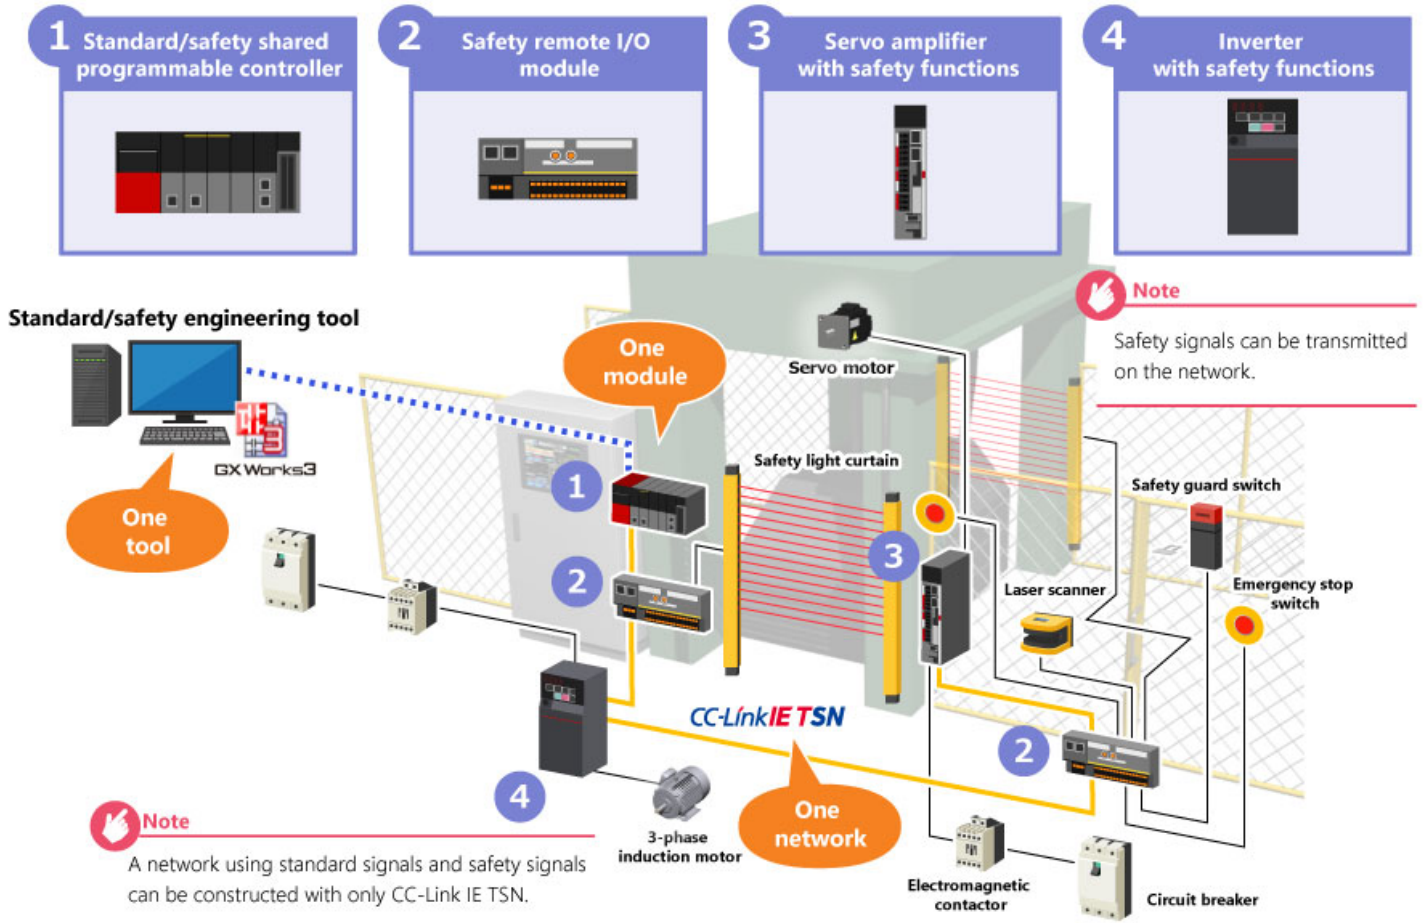 1
Standard/safety shared
programmable controller
2
Safety remote I/O
module
3
Servo amplifier
with safety functions
4
Inverter
with safety functions
Note
Safety signals can be transmitted
on the network.
Standard/safety engineering tool
GX Works3
One
tool
One
module
Servo motor
Safety light curtain
1
2
3
Safety guard switch
Laser scanner
Emergency stop
switch
CC-Link IE TSN
2
4
One
network
3-phase
induction motor
Electromagnetic
contactor
Circuit breaker
Note
A network using standard signals and safety signals
can be constructed with only CC-Link IE TSN.